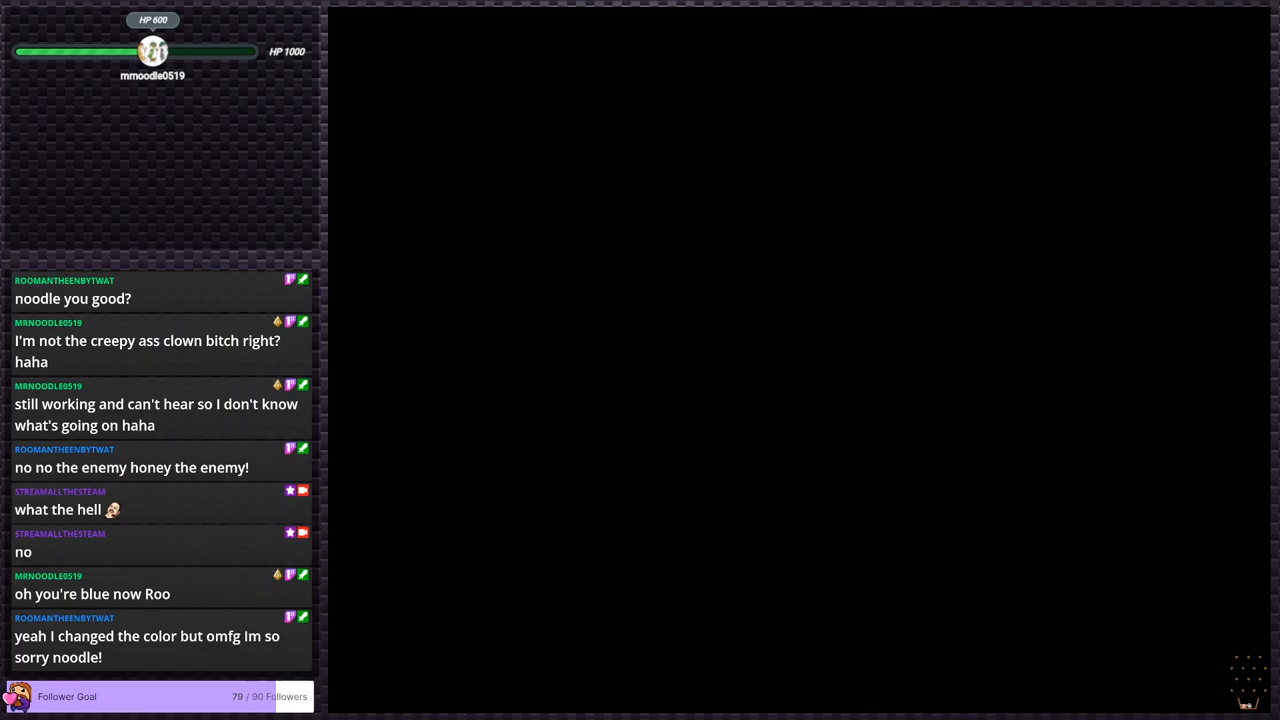 HP 600
HP 1000
mrnoodle0519
ROOMANTHEENBYTWAT
noodle you good?
MRNOODLE0519
I'm not the creepy ass clown bitch right?
haha
MRNOODLE0519
still working and can't hear so I don't know
what's going on haha
ROOMANTHEENBYTWAT
no no the enemy honey the enemy!
STREAMALLTHESTEAM
what the hell
STREAMALLTHESTEAM
no
MRNOODLE0519
oh you're blue now Roo
ROOMANTHEENBYTWAT
yeah I changed the color but omfg Im so
sorry noodle!
Follower Goal 79 / 90 Followers